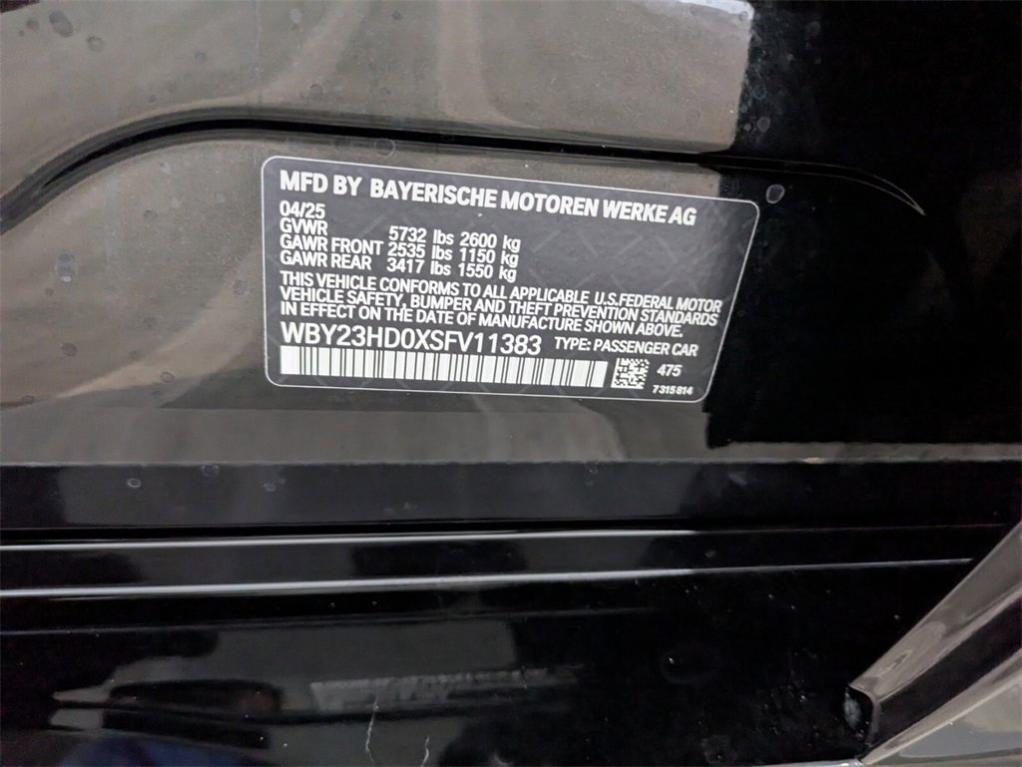 MFD BY BAYERISCHE MOTOREN WERKE AG
04/25
GVWR 5732 lbs 2600 kg
GAWR FRONT 2535 lbs 1150 kg
GAWR REAR 3417 lbs 1550 kg
THIS VEHICLE CONFORMS TO ALL APPLICABLE U.S.FEDERAL MOTOR
VEHICLE SAFETY, BUMPER AND THEFT PREVENTION STANDARDS
IN EFFECT ON THE DATE OF MANUFACTURE SHOWN ABOVE.
WBY23HD0XSFV11383 TYPE: PASSENGER CAR
475
7315814